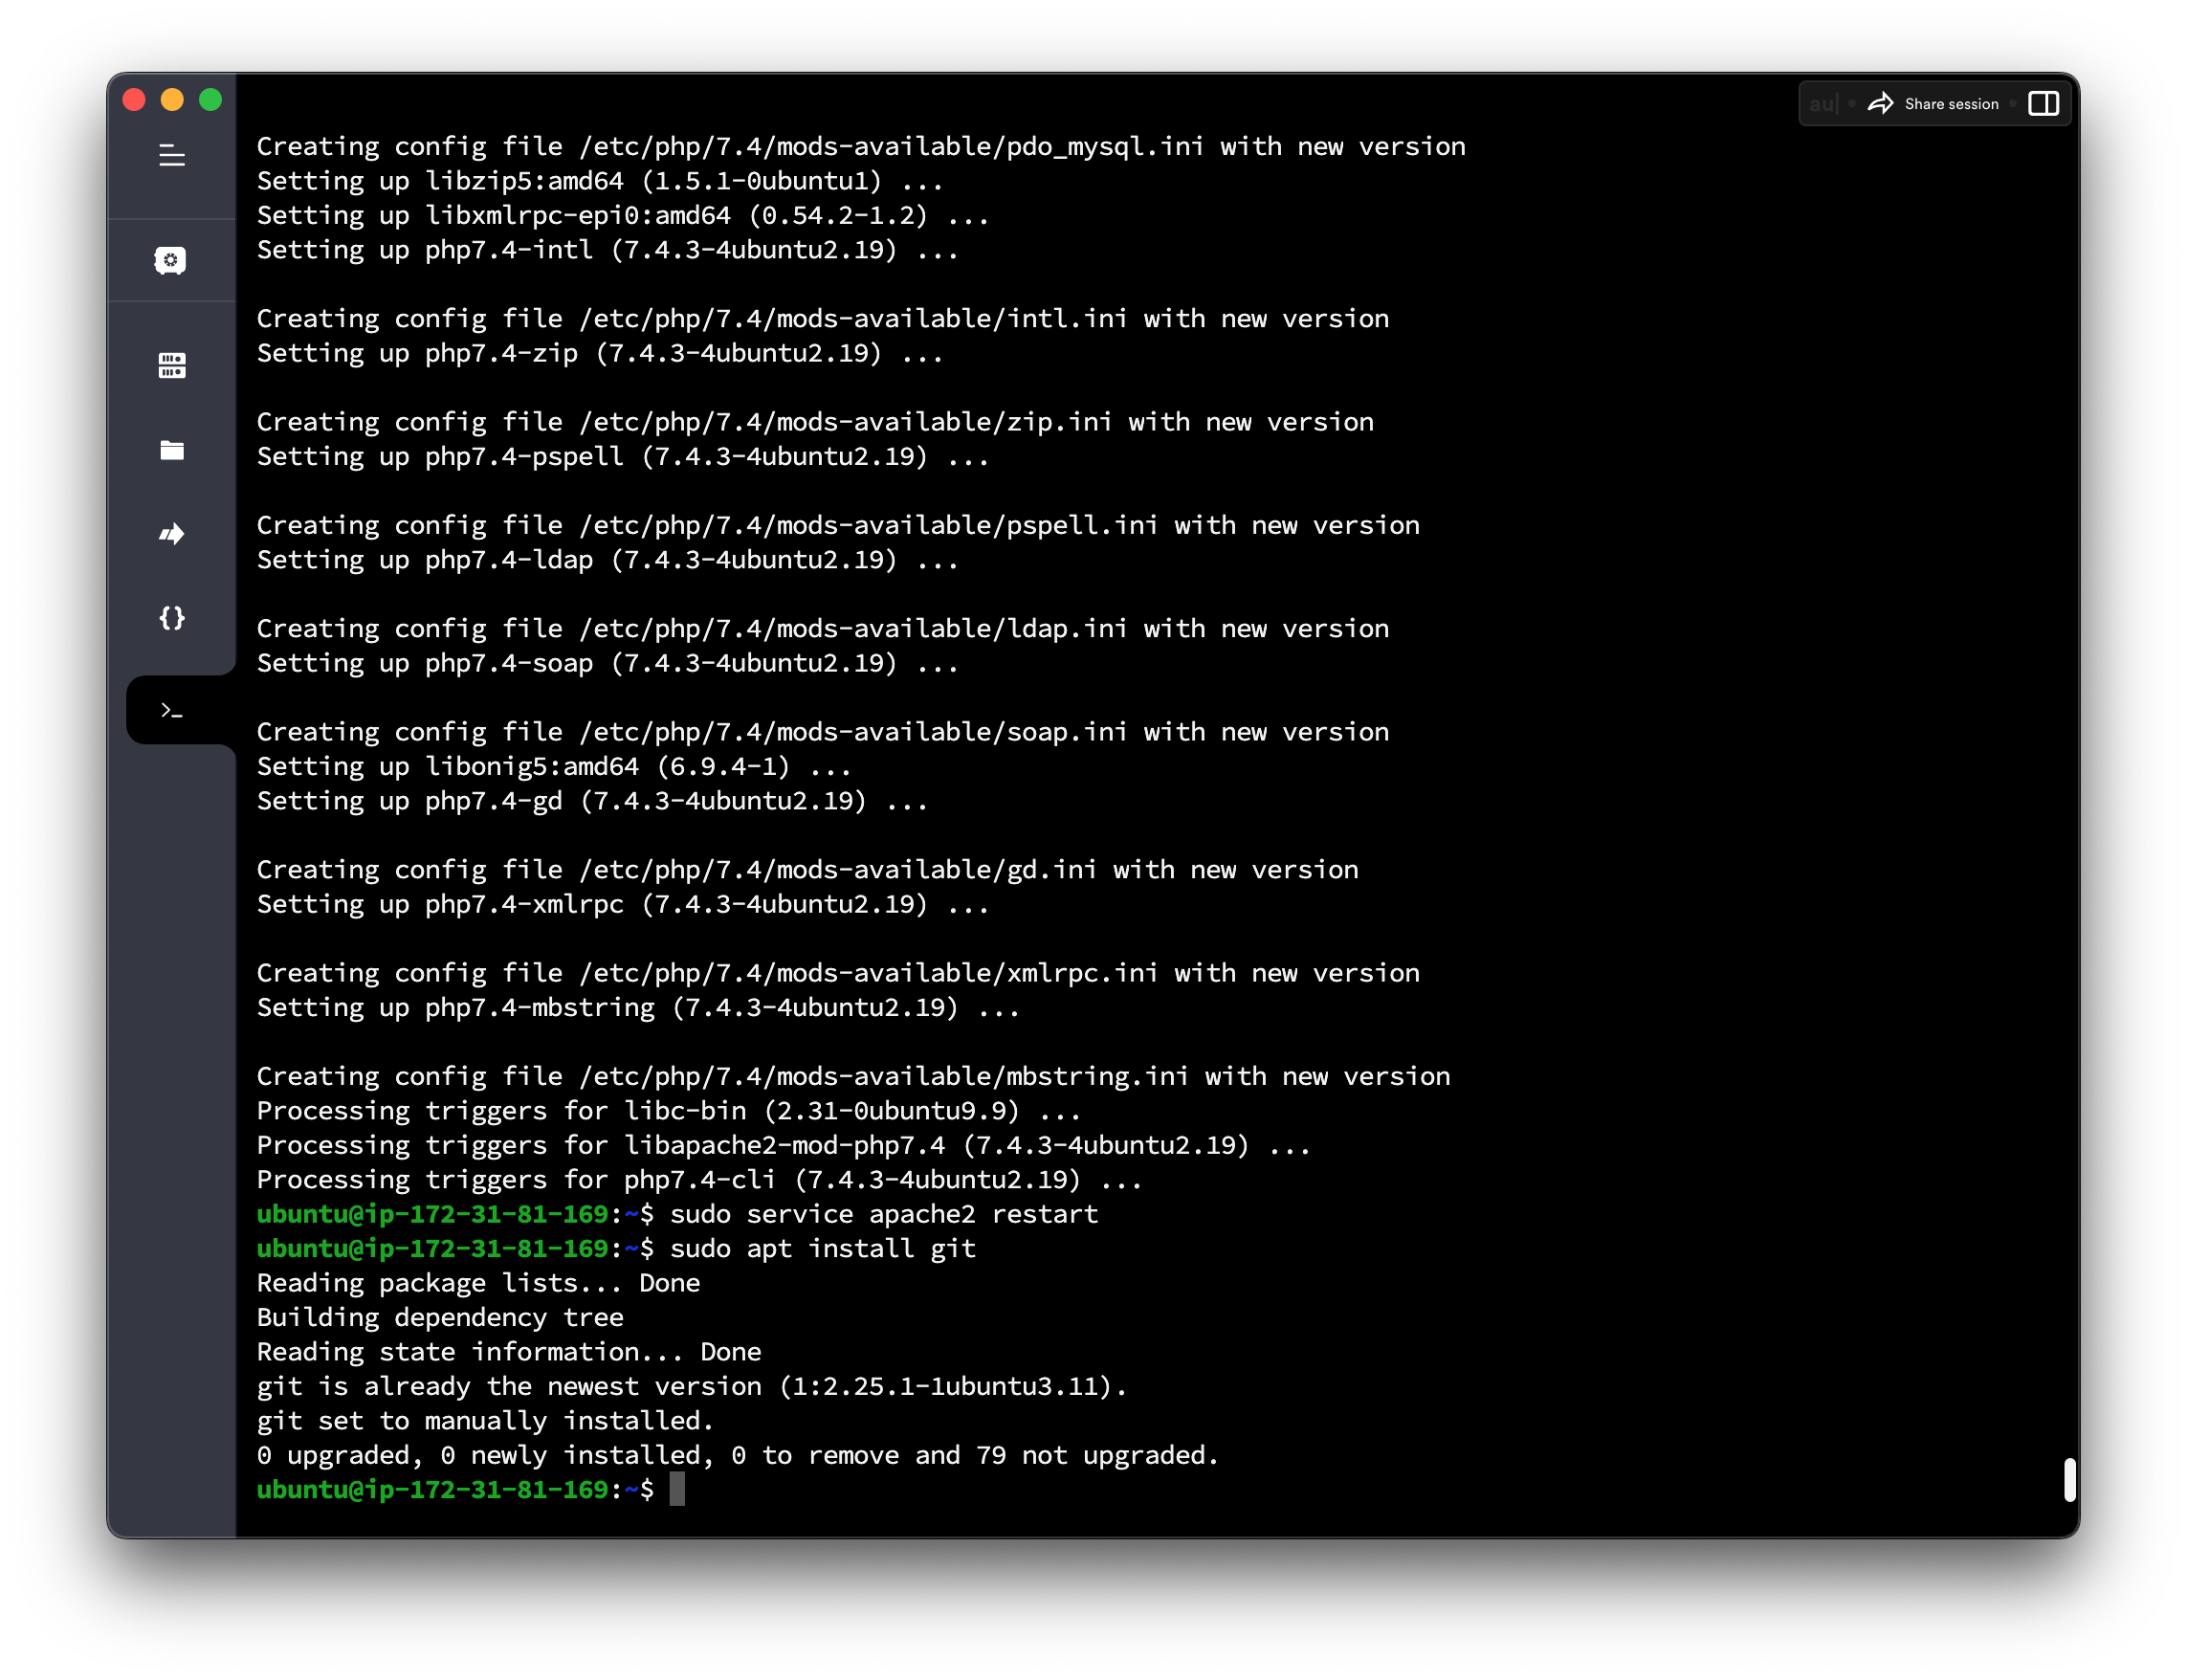 au|
Share session
Creating config file /etc/php/7.4/mods-available/pdo_mysql.ini with new version
Setting up libzip5:amd64 (1.5.1-0ubuntu1) ...
Setting up libxmlrpc-epi0:amd64 (0.54.2-1.2) ...
Setting up php7.4-intl (7.4.3-4ubuntu2.19) ...
Creating config file /etc/php/7.4/mods-available/intl.ini with new version
Setting up php7.4-zip (7.4.3-4ubuntu2.19) ...
Creating config file /etc/php/7.4/mods-available/zip.ini with new version
Setting up php7.4-pspell (7.4.3-4ubuntu2.19) ...
Creating config file /etc/php/7.4/mods-available/pspell.ini with new version
Setting up php7.4-ldap (7.4.3-4ubuntu2.19) ...
Creating config file /etc/php/7.4/mods-available/ldap.ini with new version
Setting up php7.4-soap (7.4.3-4ubuntu2.19) ...
Creating config file /etc/php/7.4/mods-available/soap.ini with new version
Setting up libonig5:amd64 (6.9.4-1) ...
Setting up php7.4-gd (7.4.3-4ubuntu2.19) ...
Creating config file /etc/php/7.4/mods-available/gd.ini with new version
Setting up php7.4-xmlrpc (7.4.3-4ubuntu2.19) ...
Creating config file /etc/php/7.4/mods-available/xmlrpc.ini with new version
Setting up php7.4-mbstring (7.4.3-4ubuntu2.19) ...
Creating config file /etc/php/7.4/mods-available/mbstring.ini with new version
Processing triggers for libc-bin (2.31-0ubuntu9.9) ...
Processing triggers for libapache2-mod-php7.4 (7.4.3-4ubuntu2.19) ...
Processing triggers for php7.4-cli (7.4.3-4ubuntu2.19) ...
ubuntu@ip-172-31-81-169:~$ sudo service apache2 restart
ubuntu@ip-172-31-81-169:~$ sudo apt install git
Reading package lists... Done
Building dependency tree
Reading state information... Done
git is already the newest version (1:2.25.1-1ubuntu3.11).
git set to manually installed.
0 upgraded, 0 newly installed, 0 to remove and 79 not upgraded.
ubuntu@ip-172-31-81-169:~$